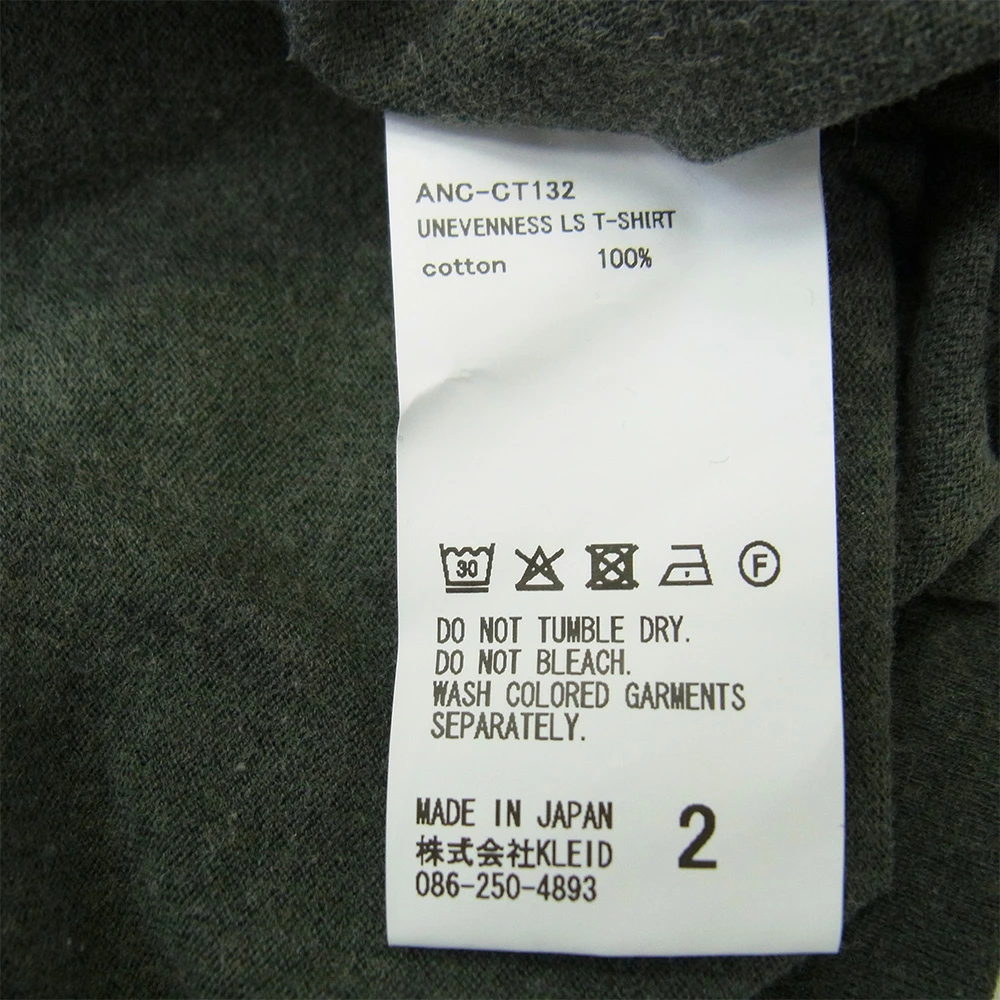 ANC-CT132
UNEVENNESS LS T-SHIRT
cotton 100%
30 F
DO NOT TUMBLE DRY.
DO NOT BLEACH.
WASH COLORED GARMENTS
SEPARATELY.
MADE IN JAPAN
株式会社KLEID 2
086-250-4893